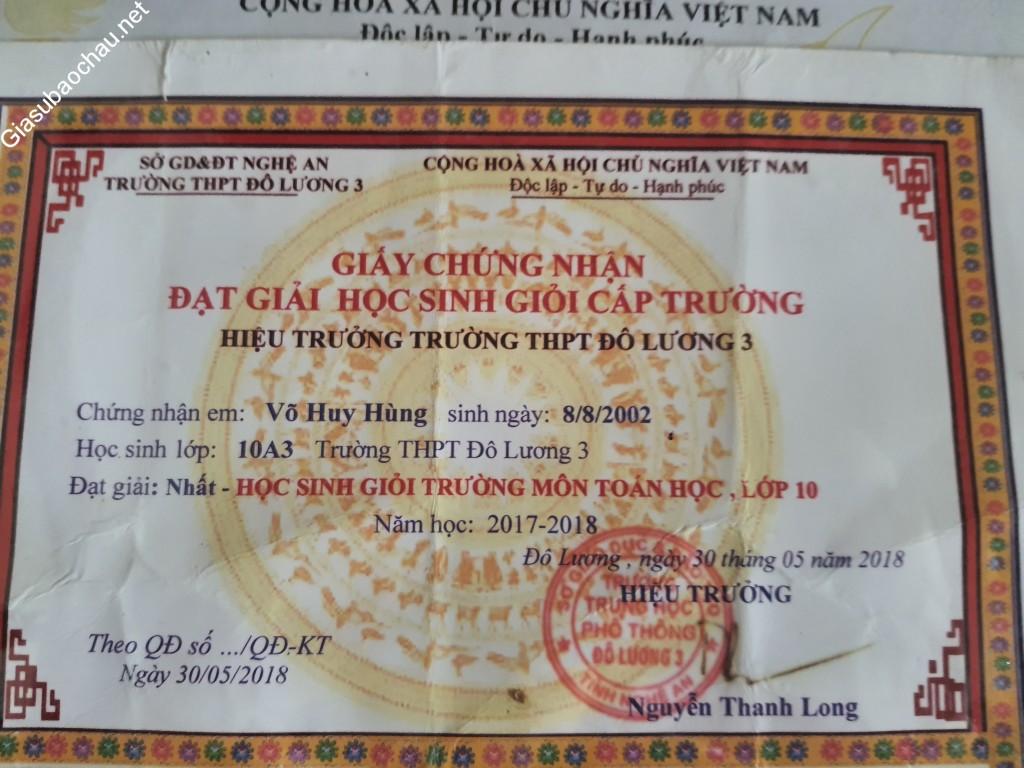 CỘNG HOÀ XÃ HỘI CHỦ NGHĨA VIỆT NAM
Độc lập - Tự do - Hạnh phúc
Giasubaochau.net
SỞ GD&ĐT NGHỆ AN
TRƯỜNG THPT ĐÔ LƯƠNG 3
CỘNG HOÀ XÃ HỘI CHỦ NGHĨA VIỆT NAM
Độc lập - Tự do - Hạnh phúc
GIẤY CHỨNG NHẬN
ĐẠT GIẢI HỌC SINH GIỎI CẤP TRƯỜNG
HIỆU TRƯỞNG TRƯỜNG THPT ĐÔ LƯƠNG 3
Chứng nhận em: Võ Huy Hùng sinh ngày: 8/8/2002
Học sinh lớp: 10A3 Trường THPT Đô Lương 3
Đạt giải: Nhất - HỌC SINH GIỎI TRƯỜNG MÔN TOÁN HỌC , LỚP 10
Năm học: 2017-2018
Đô Lương , ngày 30 tháng 05 năm 2018
HIỆU TRƯỞNG
TRƯỜNG
TRUNG HỌC
PHỔ THÔNG
ĐÔ LƯƠNG 3
TỈNH NGHỆ AN
Theo QĐ số .../QĐ-KT
Ngày 30/05/2018
Nguyễn Thanh Long